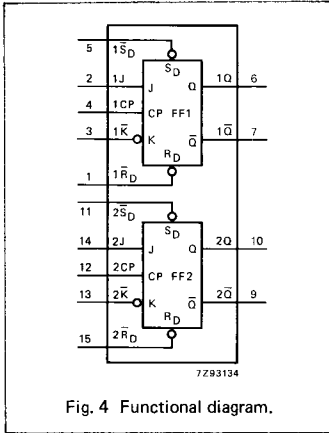 5 1S̅D
SD
2 1J J Q 1Q 6
4 1CP CP FF1
3 1K̅ K Q̅ 1Q̅ 7
RD
1 1R̅D
11 2S̅D
SD
14 2J J Q 2Q 10
12 2CP CP FF2
13 2K̅ K Q̅ 2Q̅ 9
RD
15 2R̅D
7Z93134
Fig. 4 Functional diagram.